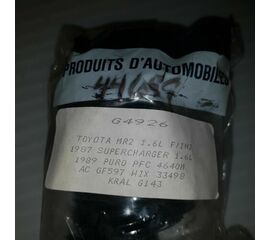 PRODUITS D'AUTOMOBILES
G4926
TOYOTA MR2 1.6L F/INJ
1987 SUPERCHARGER 1.6L
1989 PURO PFC 4640M
AC GF597 WIX 33498
KRAL G143